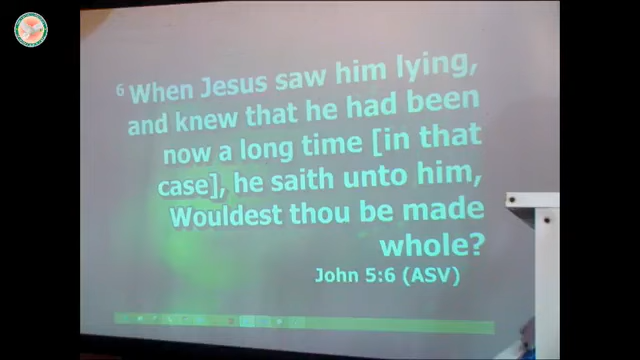 6 When Jesus saw him lying,
and knew that he had been
now a long time [in that
case], he saith unto him,
Wouldest thou be made
whole?
John 5:6 (ASV)